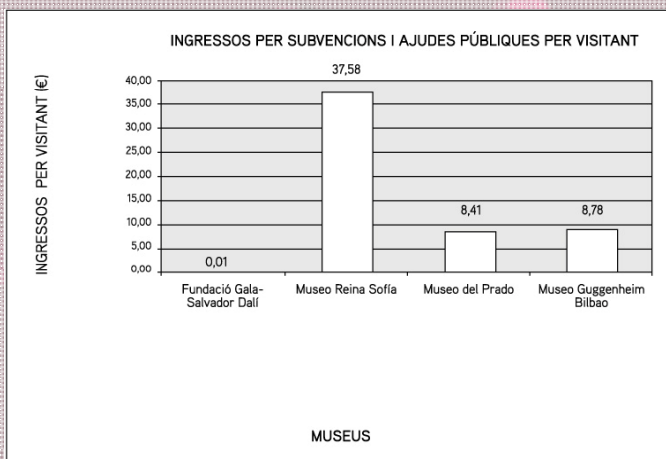 INGRESSOS PER SUBVENCIONS I AJUDES PÚBLIQUES PER VISITANT
INGRESSOS PER VISITANT (€)
40,00
35,00
30,00
25,00
20,00
15,00
10,00
5,00
0,00
0,01
37,58
8,41
8,78
Fundació Gala-
Salvador Dalí
Museo Reina Sofía
Museo del Prado
Museo Guggenheim
Bilbao
MUSEUS